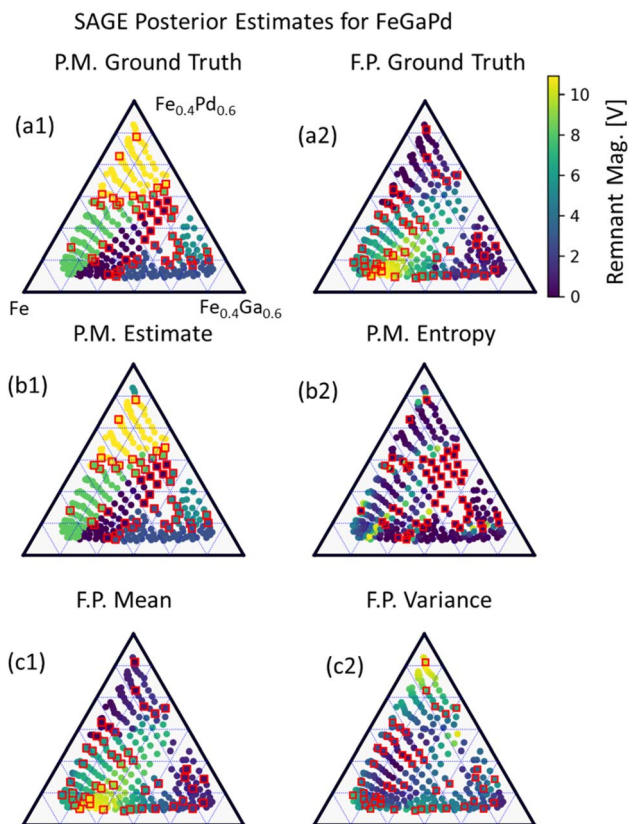 SAGE Posterior Estimates for FeGaPd
P.M. Ground Truth
F.P. Ground Truth
(a1)
Fe0.4Pd0.6
(a2)
10
8
6
4
2
0
Remnant Mag. [V]
Fe
Fe0.4Ga0.6
P.M. Estimate
P.M. Entropy
(b1)
(b2)
F.P. Mean
F.P. Variance
(c1)
(c2)